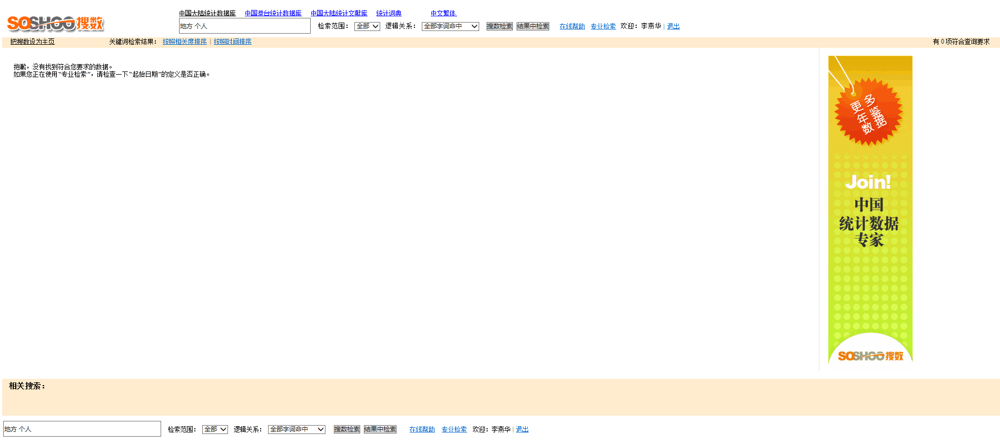 中国大陆统计数据库 中国港台统计数据库 中国大陆统计文献库 统计词典 中文繁体
SOSHOO搜数
地方 个人 检索范围： 全部 逻辑关系： 全部字词命中 搜数检索 结果中检索 在线帮助 专业检索 欢迎：李燕华 | 退出
把搜数设为主页 关键词检索结果： 按照相关度排序 | 按照时间排序 有 0 项符合查询要求
抱歉，没有找到符合您要求的数据。
如果您正在使用“专业检索”，请检查一下“起始日期”的定义是否正确。
更多
年鉴
数据
Join!
中国
统计数据
专家
SOSHOO搜数
相关搜索：
地方 个人 检索范围： 全部 逻辑关系： 全部字词命中 搜数检索 结果中检索 在线帮助 专业检索 欢迎：李燕华 | 退出